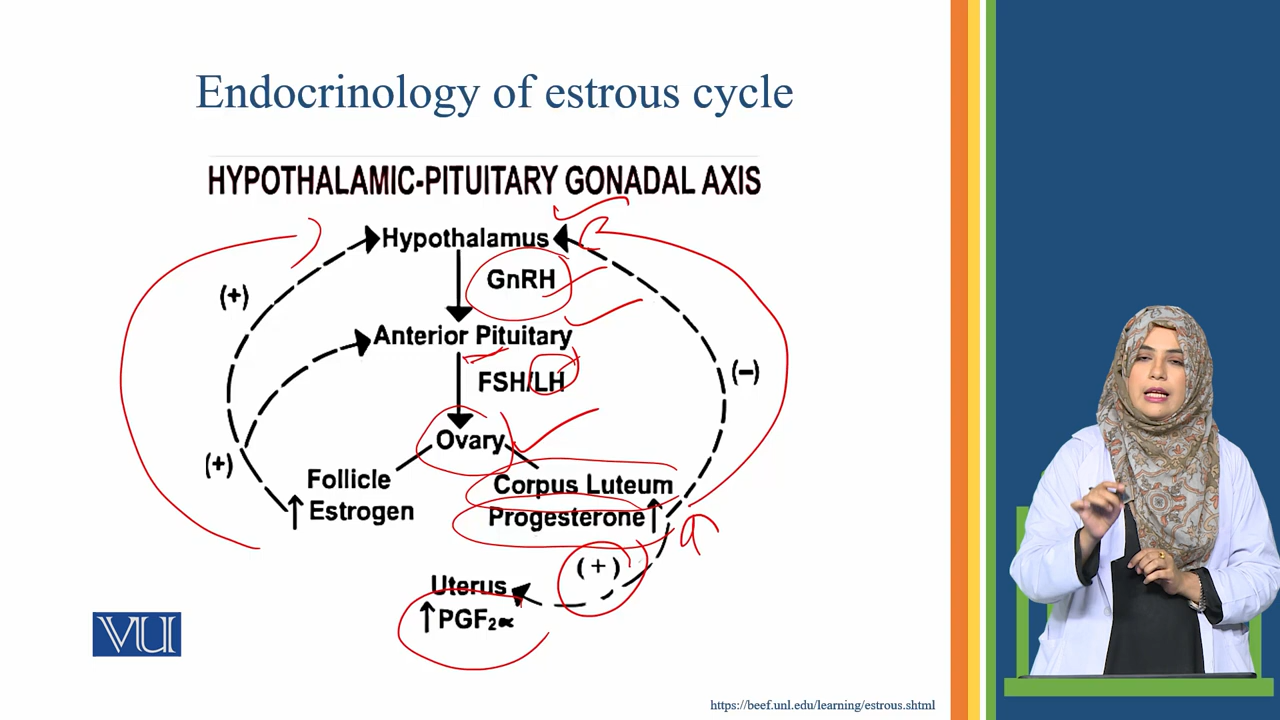 Endocrinology of estrous cycle
HYPOTHALAMIC-PITUITARY GONADAL AXIS
Hypothalamus
GnRH
(+)
Anterior Pituitary
(−)
FSH/LH
Ovary
(+)
Follicle
Corpus Luteum
↑ Estrogen
Progesterone ↑
(+)
Uterus
↑ PGF₂α
VU
https://beef.unl.edu/learning/estrous.shtml